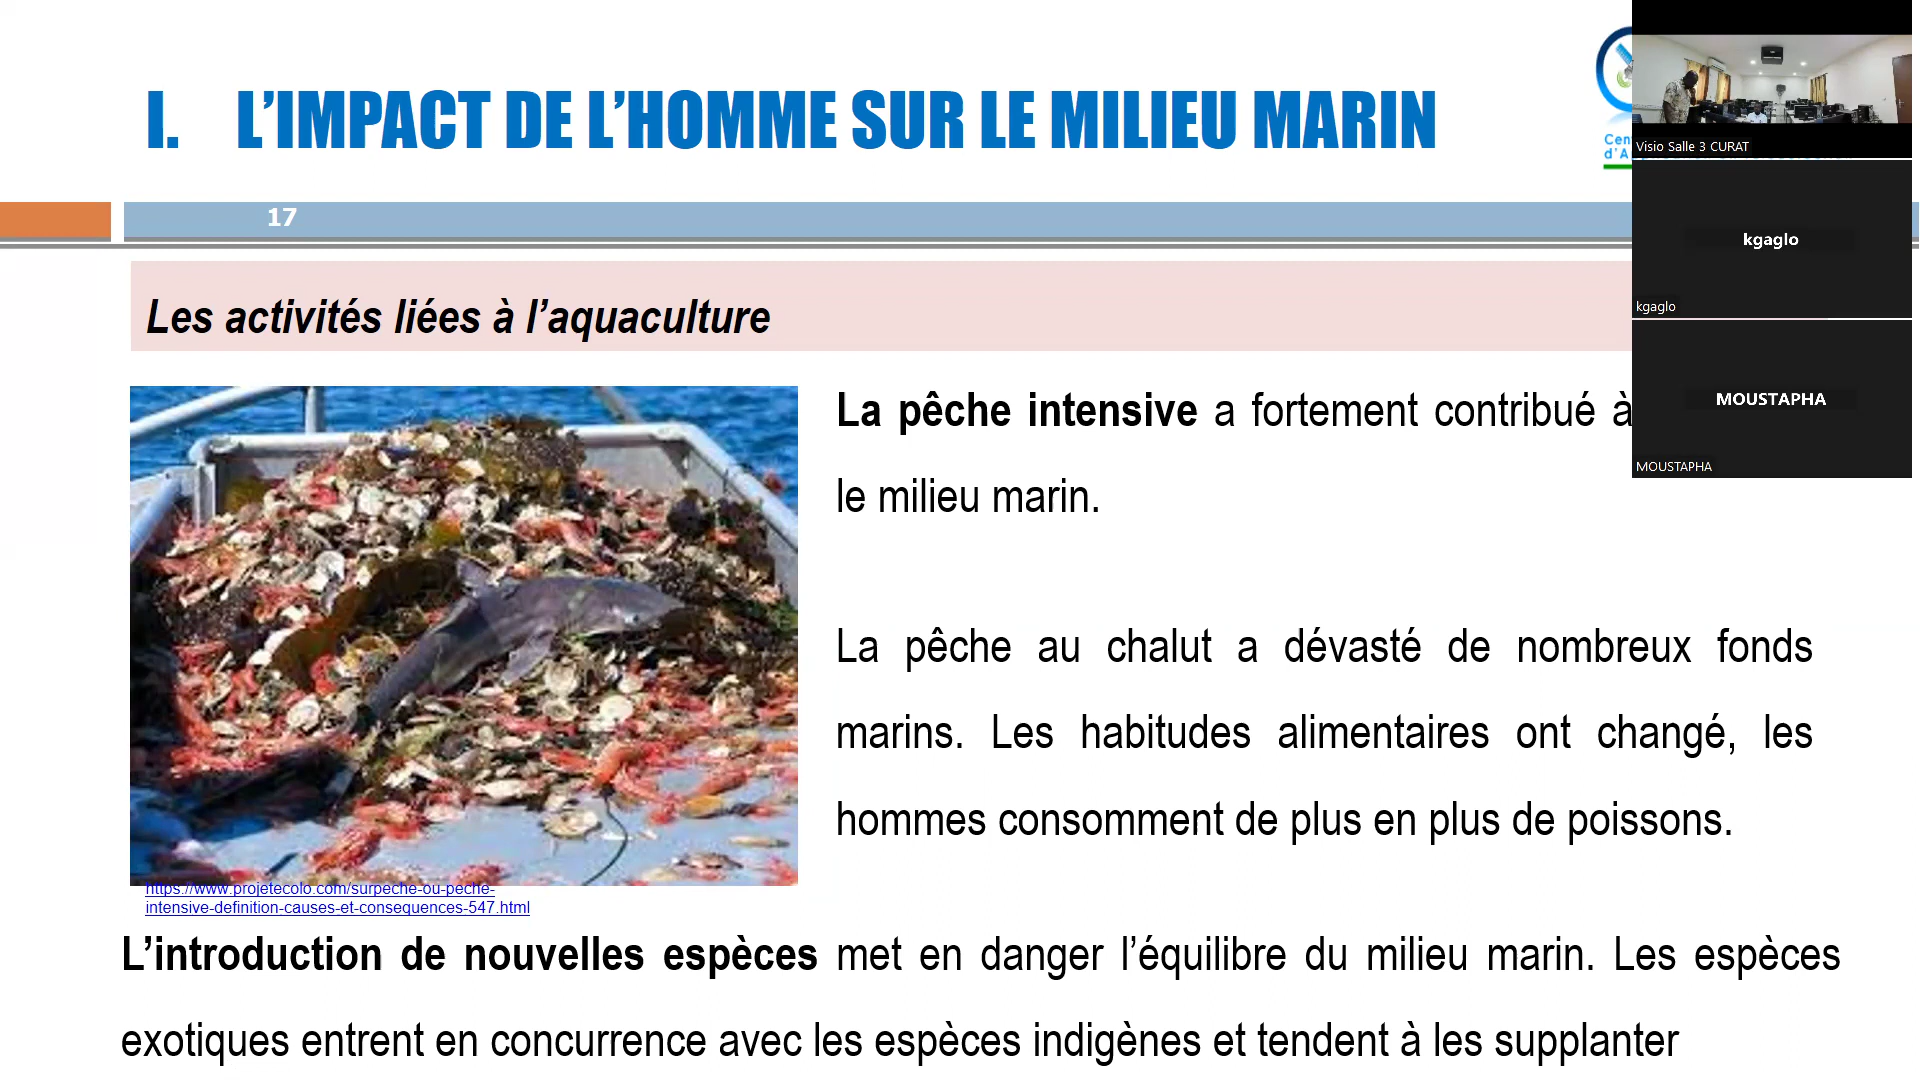 I. L’IMPACT DE L’HOMME SUR LE MILIEU MARIN
17
Les activités liées à l’aquaculture
La pêche intensive a fortement contribué à
le milieu marin.
La pêche au chalut a dévasté de nombreux fonds
marins. Les habitudes alimentaires ont changé, les
hommes consomment de plus en plus de poissons.
https://www.projetecolo.com/surpeche-ou-peche-
intensive-definition-causes-et-consequences-547.html
L’introduction de nouvelles espèces met en danger l’équilibre du milieu marin. Les espèces
exotiques entrent en concurrence avec les espèces indigènes et tendent à les supplanter
Visio Salle 3 CURAT
kgaglo
kgaglo
MOUSTAPHA
MOUSTAPHA